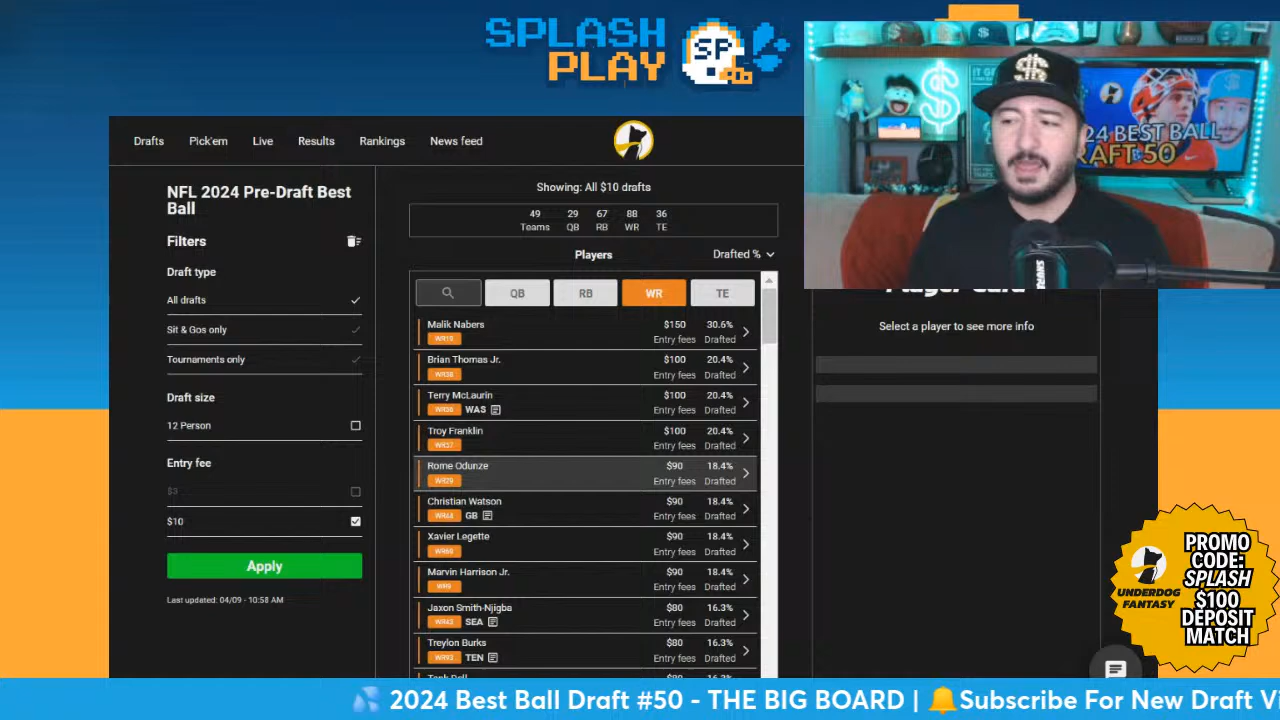 SPLASH
PLAY
SP
Drafts Pick'em Live Results Rankings News feed
24 BEST BALL
RAFT 50
NFL 2024 Pre-Draft Best
Ball
Filters
Draft type
All drafts
Sit & Gos only
Tournaments only
Draft size
12 Person
Entry fee
$3
$10
Apply
Last updated: 04/09 - 10:58 AM
Showing: All $10 drafts
49 29 67 88 36
Teams QB RB WR TE
Players Drafted %
QB RB WR TE
Malik Nabers $150 30.6%
Entry fees Drafted
Brian Thomas Jr. $100 20.4%
Entry fees Drafted
Terry McLaurin $100 20.4%
WAS Entry fees Drafted
Troy Franklin $100 20.4%
WR37 Entry fees Drafted
Rome Odunze $90 18.4%
WR29 Entry fees Drafted
Christian Watson $90 18.4%
WR44 GB Entry fees Drafted
Xavier Legette $90 18.4%
Entry fees Drafted
Marvin Harrison Jr. $90 18.4%
Entry fees Drafted
Jaxon Smith-Njigba $80 16.3%
WR43 SEA Entry fees Drafted
Treylon Burks $80 16.3%
TEN Entry fees Drafted
Select a player to see more info
UNDERDOG
FANTASY
PROMO
CODE:
SPLASH
$100
DEPOSIT
MATCH
2024 Best Ball Draft #50 - THE BIG BOARD | Subscribe For New Draft Vi